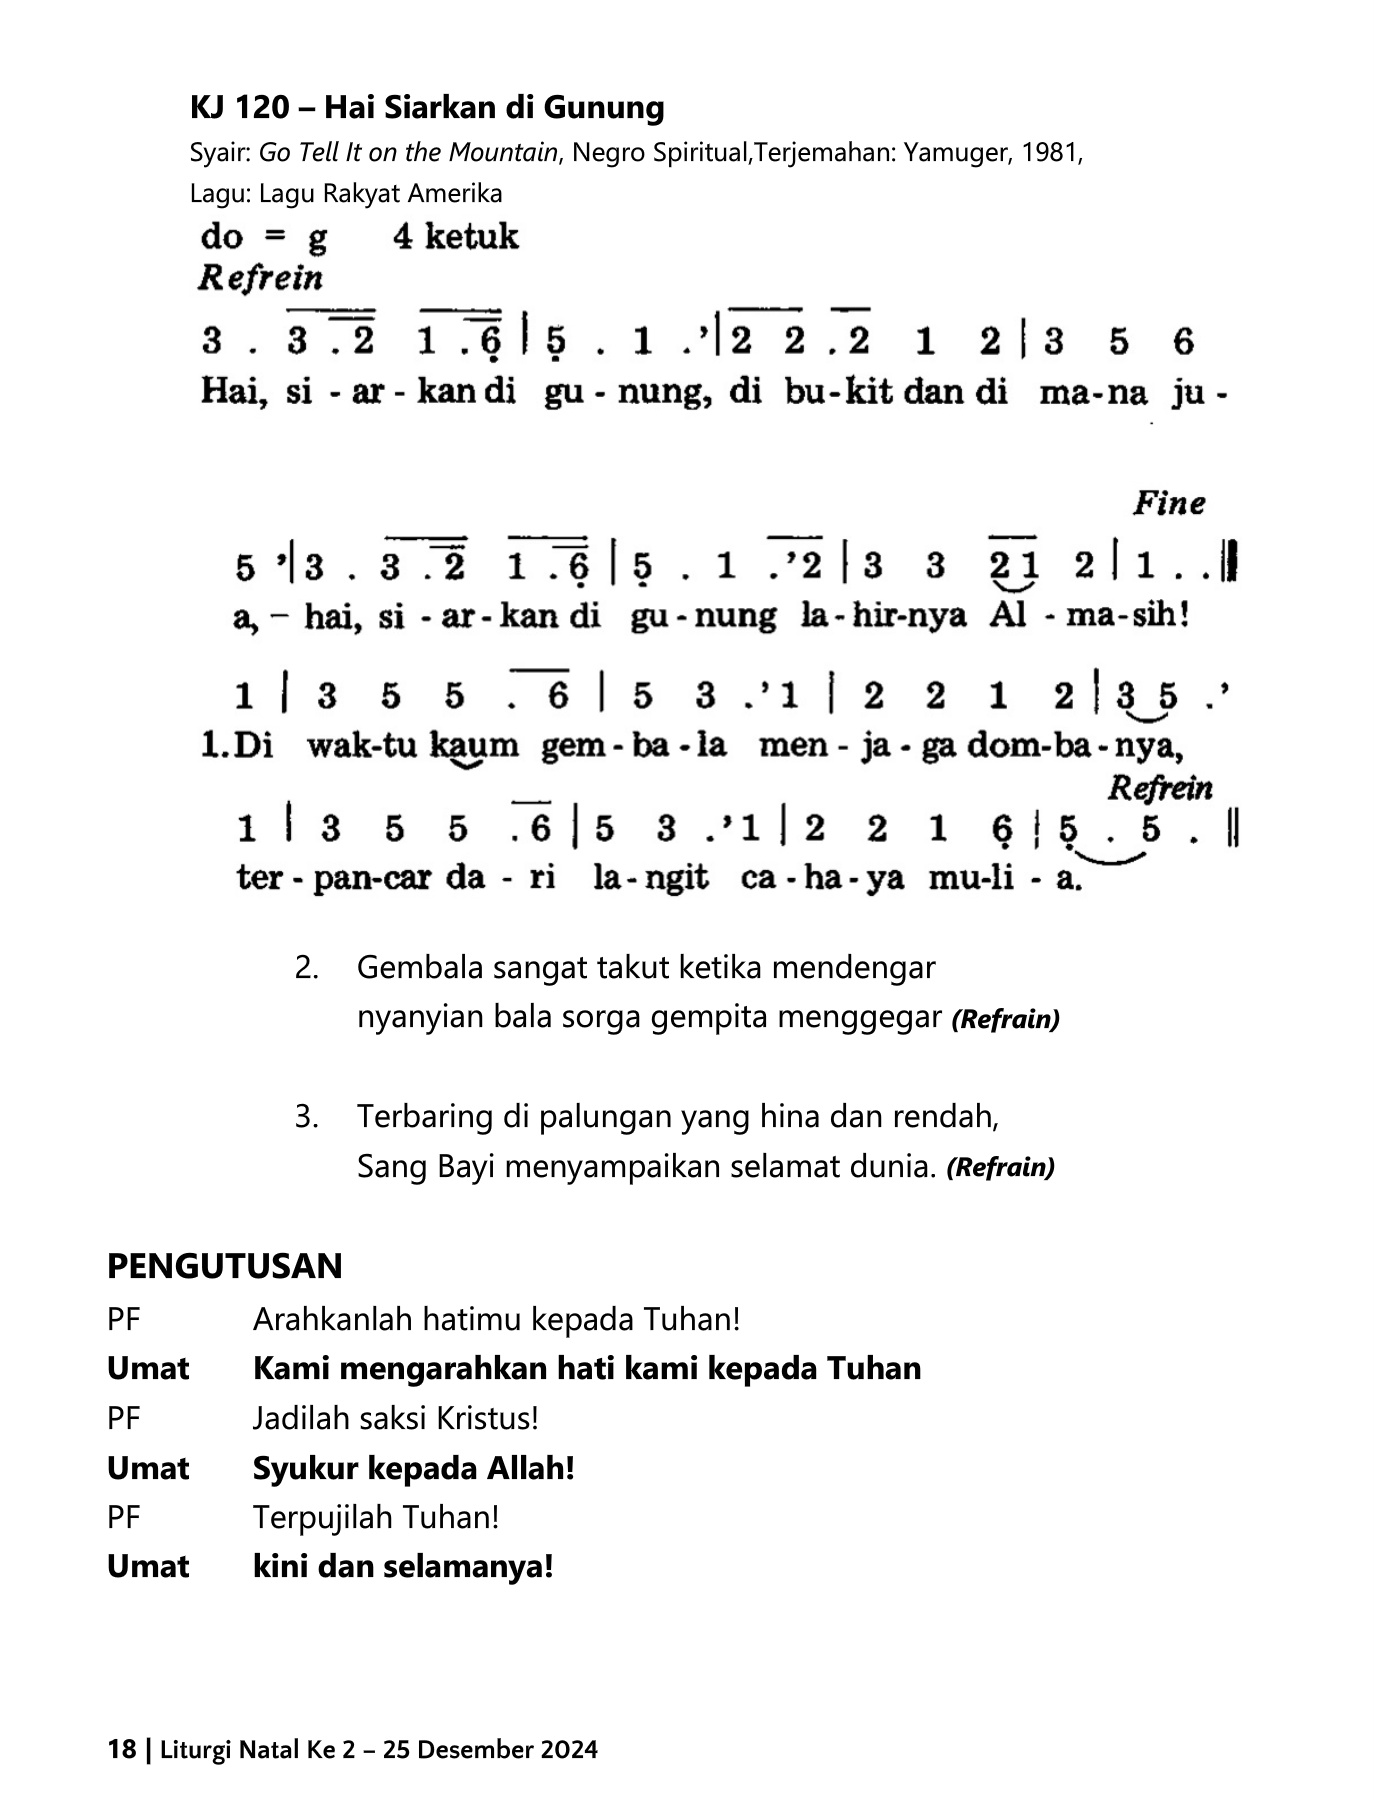 KJ 120 – Hai Siarkan di Gunung
Syair: Go Tell It on the Mountain, Negro Spiritual,Terjemahan: Yamuger, 1981,
Lagu: Lagu Rakyat Amerika
do = g 4 ketuk
Refrein
3 . 3 . 2 1 . 6̣ | 5̣ . 1 . ’ | 2 2 . 2 1 2 | 3 5 6
Hai, si - ar - kan di gu - nung, di bu-kit dan di ma-na ju -
Fine
5 ’ | 3 . 3 . 2 1 . 6̣ | 5̣ . 1 . ’ 2 | 3 3 2 1 2 | 1 . . ||
a, – hai, si - ar - kan di gu - nung la - hir-nya Al - ma-sih!
1 | 3 5 5 . 6 | 5 3 . ’ 1 | 2 2 1 2 | 3 5 . ’
1. Di wak-tu kaum gem - ba - la men - ja - ga dom-ba - nya,
Refrein
1 | 3 5 5 . 6 | 5 3 . ’ 1 | 2 2 1 6̣ | 5̣ . 5 . ||
ter - pan-car da - ri la - ngit ca - ha - ya mu-li - a.
2. Gembala sangat takut ketika mendengar
nyanyian bala sorga gempita menggegar (Refrain)
3. Terbaring di palungan yang hina dan rendah,
Sang Bayi menyampaikan selamat dunia. (Refrain)
PENGUTUSAN
PF Arahkanlah hatimu kepada Tuhan!
Umat Kami mengarahkan hati kami kepada Tuhan
PF Jadilah saksi Kristus!
Umat Syukur kepada Allah!
PF Terpujilah Tuhan!
Umat kini dan selamanya!
18 | Liturgi Natal Ke 2 – 25 Desember 2024